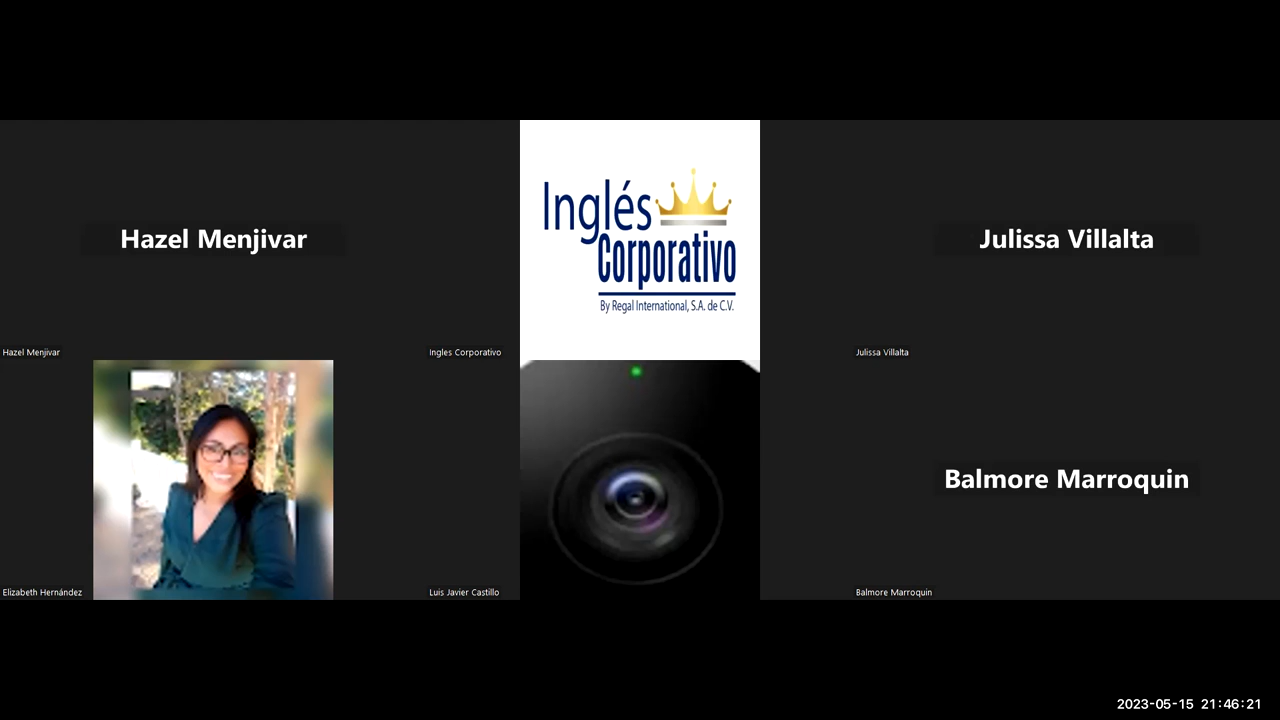 Hazel Menjivar
Inglés
Corporativo
By Regal International, S.A. de C.V.
Julissa Villalta
Hazel Menjivar
Ingles Corporativo
Julissa Villalta
Balmore Marroquin
Elizabeth Hernández
Luis Javier Castillo
Balmore Marroquin
2023-05-15 21:46:21